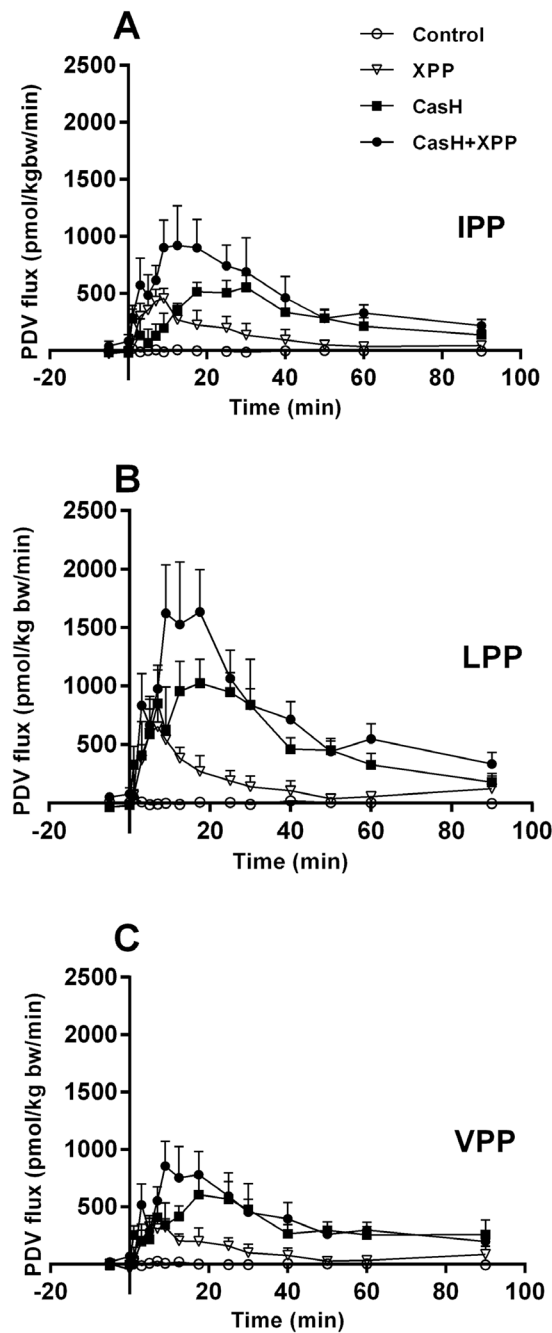 A
Control
XPP
CasH
CasH+XPP
IPP
PDV flux (pmol/kgbw/min)
2500
2000
1500
1000
500
-20
20
40
60
80
100
Time (min)
B
LPP
PDV flux (pmol/kg bw/min)
2500
2000
1500
1000
500
-20
20
40
60
80
100
Time (min)
C
VPP
PDV flux (pmol/kg bw/min)
2500
2000
1500
1000
500
-20
20
40
60
80
100
Time (min)